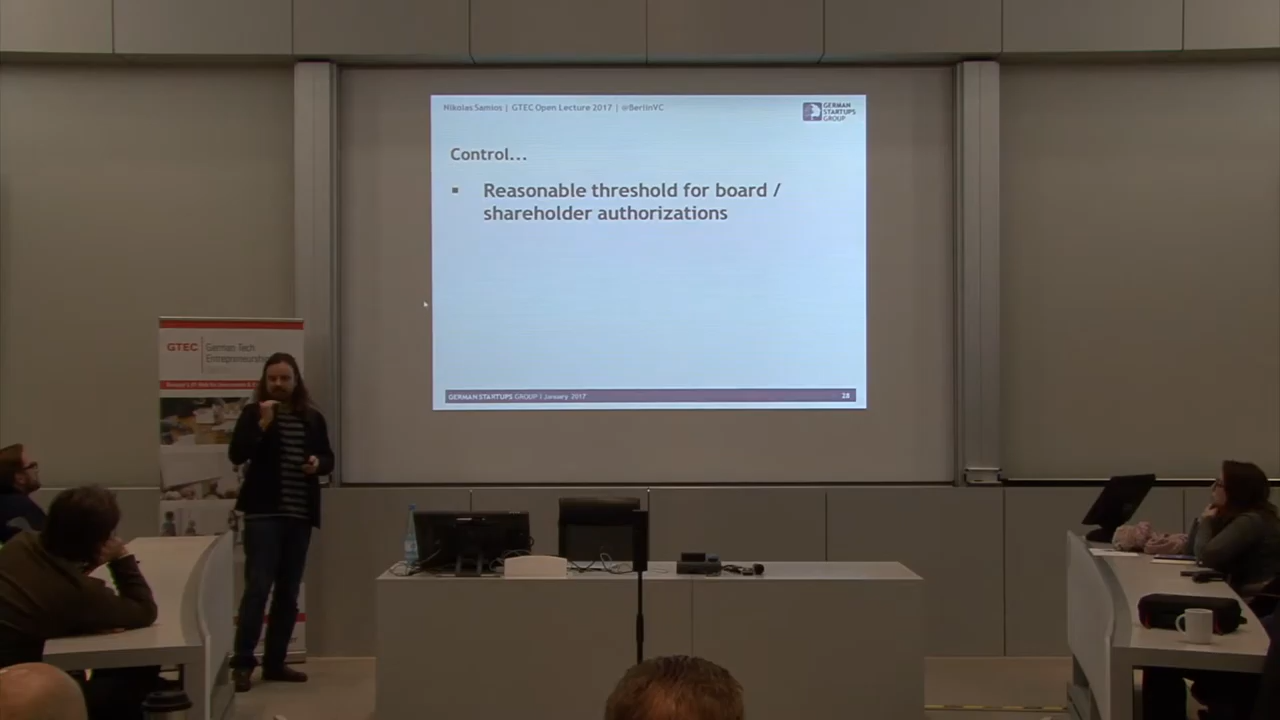 Nikolas Samios | GTEC Open Lecture 2017 | @BerlinVC
GERMAN
STARTUPS
GROUP
Control...
▪ Reasonable threshold for board /
shareholder authorizations
GERMAN STARTUPS GROUP | January 2017
28
GTEC
German Tech
Entrepreneurship